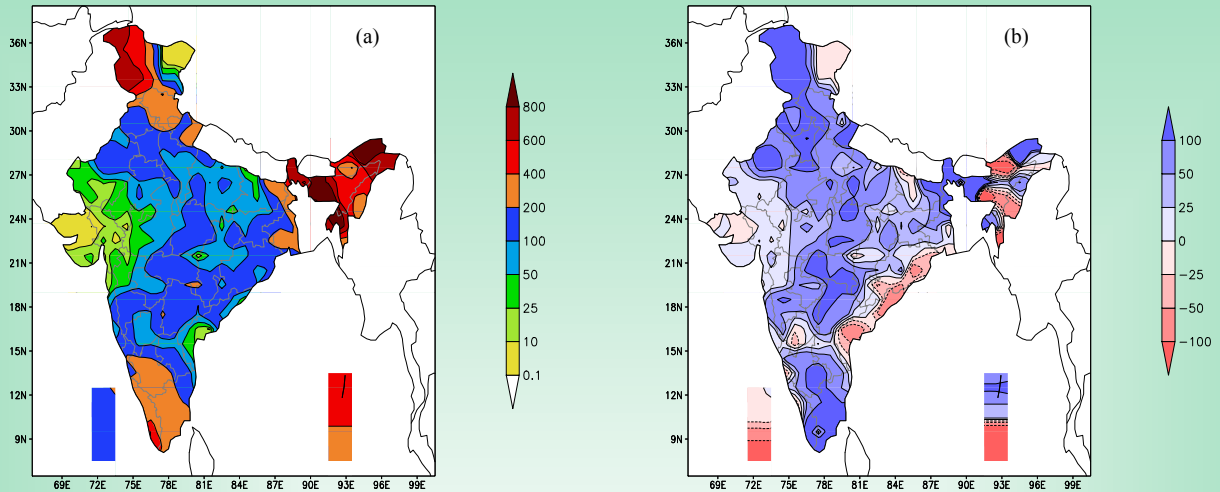 (a)
36N
33N
30N
27N
24N
21N
18N
15N
12N
9N
69E 72E 75E 78E 81E 84E 87E 90E 93E 96E 99E
800
600
400
200
100
50
25
10
0.1
(b)
36N
33N
30N
27N
24N
21N
18N
15N
12N
9N
69E 72E 75E 78E 81E 84E 87E 90E 93E 96E 99E
100
50
25
0
−25
−50
−100